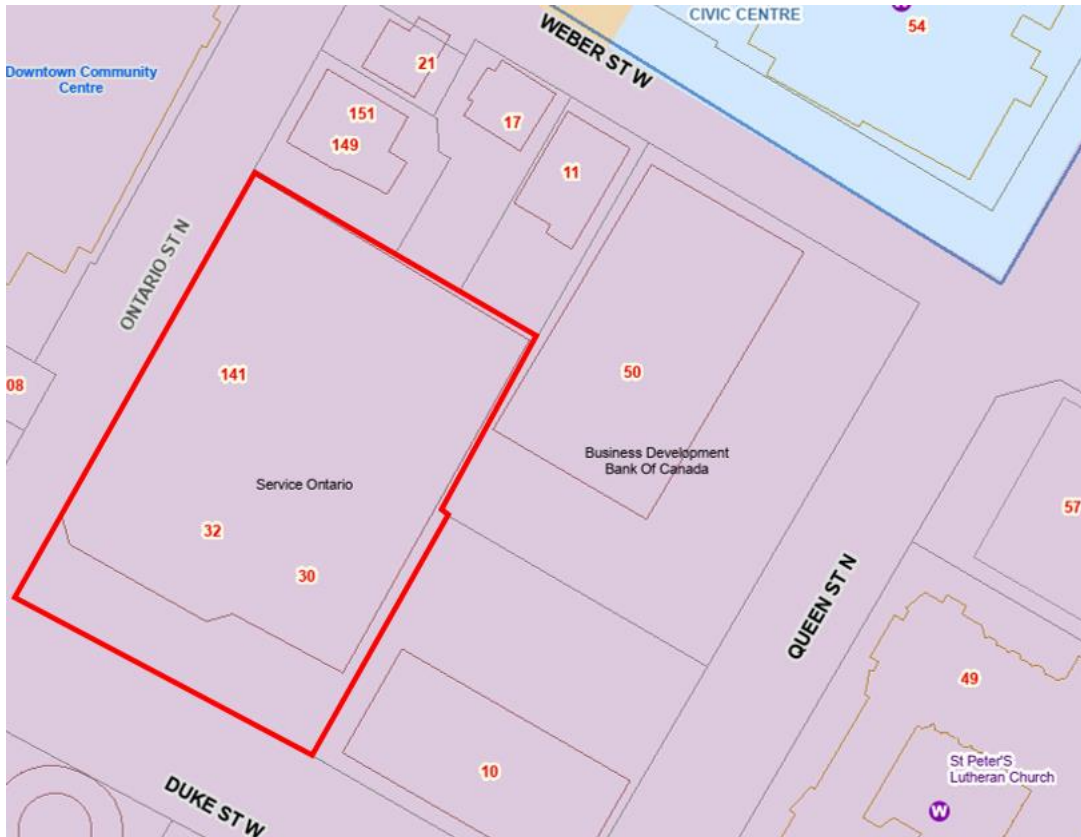 CIVIC CENTRE
54
WEBER ST W
21
Downtown Community
Centre
151
17
149
11
ONTARIO ST N
141
50
08
Business Development
Bank Of Canada
Service Ontario
57
32
30
QUEEN ST N
49
10
St Peter'S
Lutheran Church
W
DUKE ST W